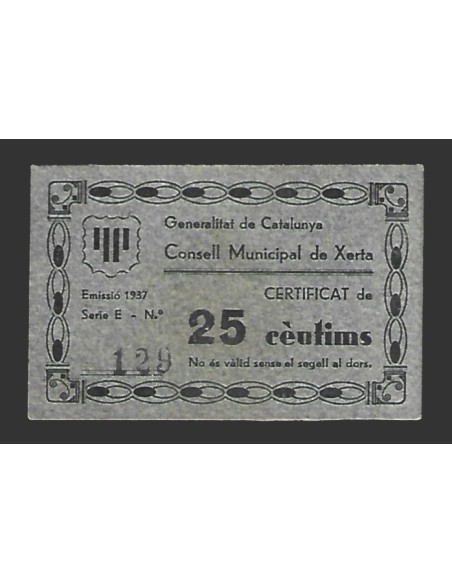 Generalitat de Catalunya
Consell Municipal de Xerta
Emissió 1937
CERTIFICAT de
Serie E - N.º
25 cèntims
129
No és vàlid sense el segell al dors.